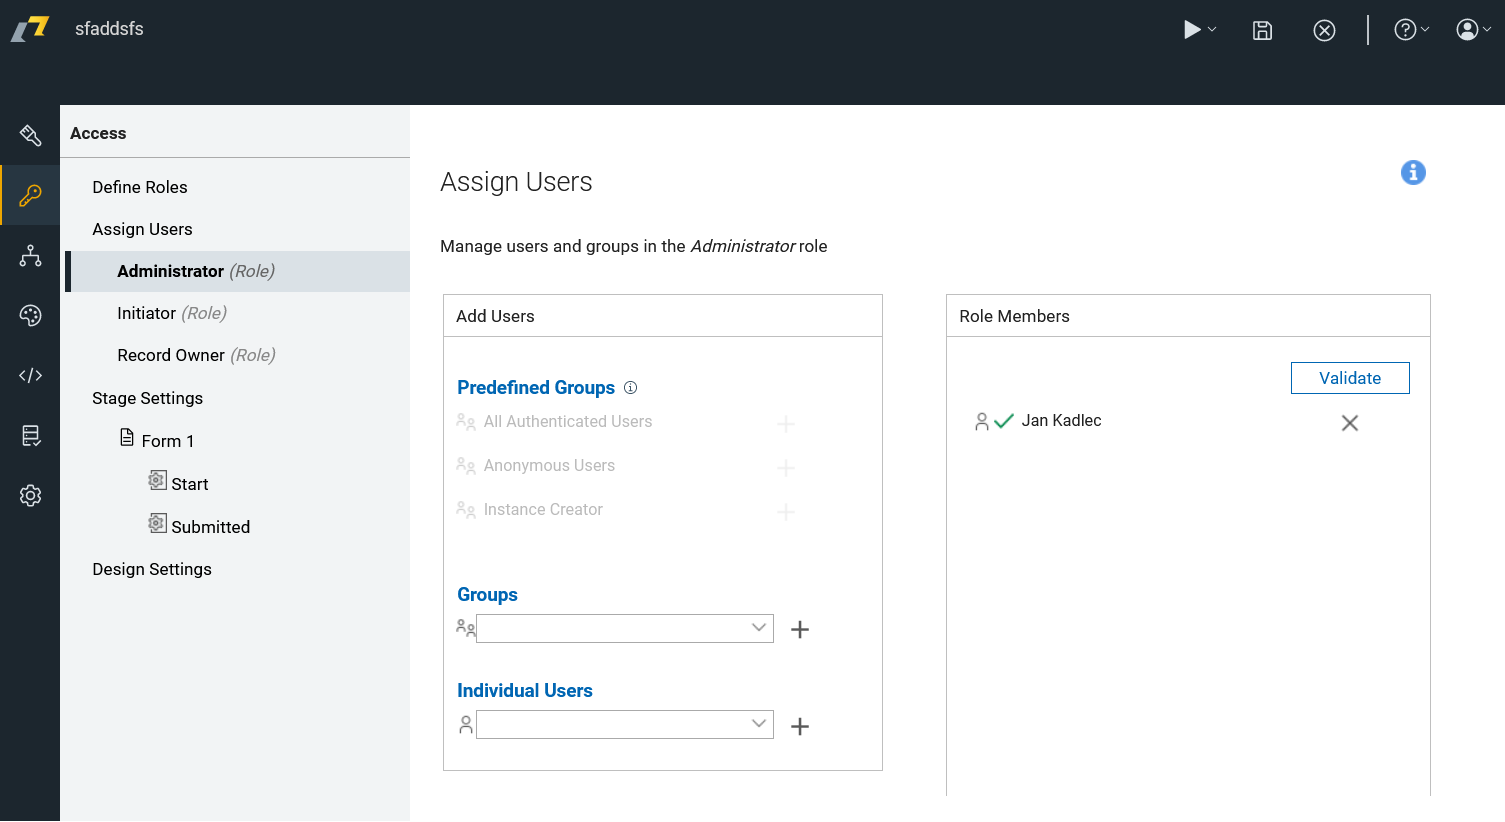 sfaddsfs
Access
Define Roles
Assign Users
Administrator (Role)
Initiator (Role)
Record Owner (Role)
Stage Settings
Form 1
Start
Submitted
Design Settings
Assign Users
Manage users and groups in the Administrator role
Add Users
Predefined Groups
All Authenticated Users
Anonymous Users
Instance Creator
Groups
Individual Users
Role Members
Validate
Jan Kadlec